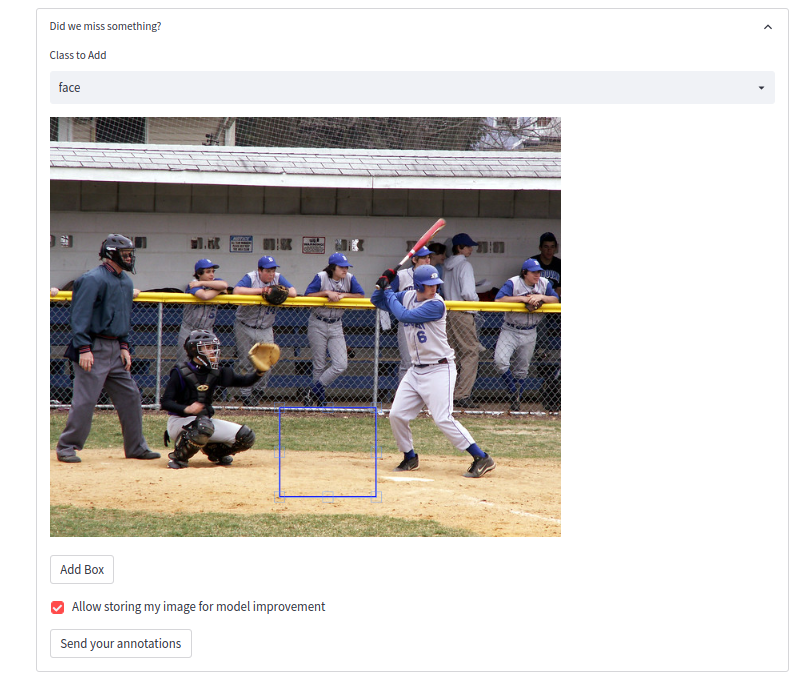 Did we miss something?
Class to Add
face
6
Add Box
Allow storing my image for model improvement
Send your annotations